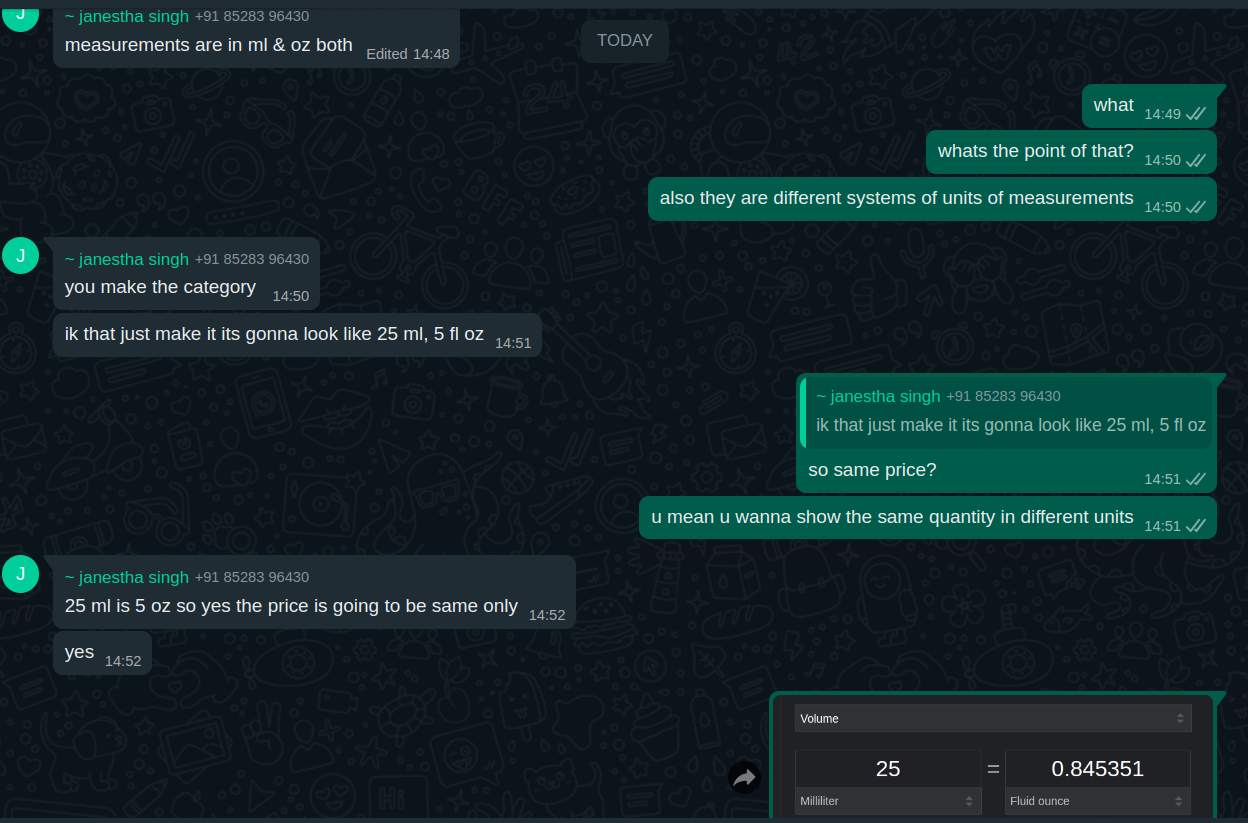 J
~ janestha singh +91 85283 96430
measurements are in ml & oz both
Edited 14:48
TODAY
what
14:49
whats the point of that?
14:50
also they are different systems of units of measurements
14:50
J
~ janestha singh +91 85283 96430
you make the category
14:50
ik that just make it its gonna look like 25 ml, 5 fl oz
14:51
~ janestha singh +91 85283 96430
ik that just make it its gonna look like 25 ml, 5 fl oz
so same price?
14:51
u mean u wanna show the same quantity in different units
14:51
J
~ janestha singh +91 85283 96430
25 ml is 5 oz so yes the price is going to be same only
14:52
yes
14:52
Volume
25 = 0.845351
Milliliter Fluid ounce